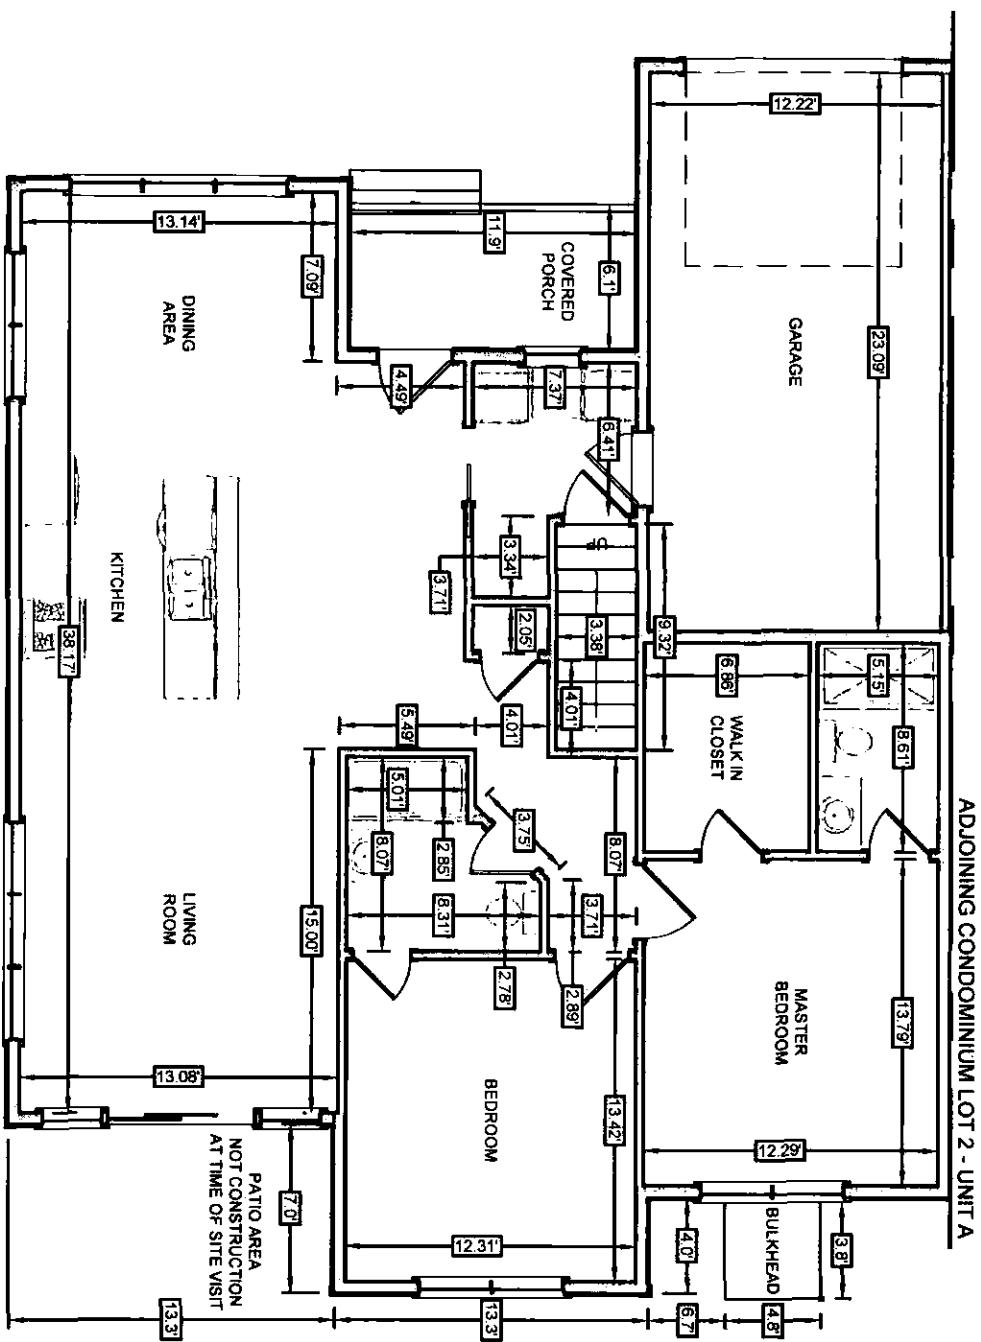 ADJOINING CONDOMINIUM LOT 2 - UNIT A
8.61'
13.79'
23.09'
5.15'
3.8'
12.22'
GARAGE
MASTER
BEDROOM
12.29'
BULKHEAD
4.8'
WALK IN
CLOSET
6.86'
4.0'
6.7'
9.32'
6.1'
6.41'
8.07'
13.42'
3.38'
UP
3.71'
COVERED
PORCH
4.01'
2.89'
7.37'
2.05'
3.75'
11.9'
3.34'
4.01'
2.78'
BEDROOM
12.31'
13.3'
3.71'
2.85'
8.31'
4.49'
5.49'
5.01'
8.07'
7.09'
15.00'
7.0'
PATIO AREA
NOT CONSTRUCTION
AT TIME OF SITE VISIT
13.14'
DINING
AREA
LIVING
ROOM
13.08'
13.3'
KITCHEN
38.17'